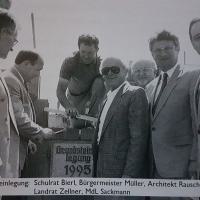 Grundstein
legung
1995
einlegung: Schulrat Bierl, Bürgermeister Müller, Architekt Rausch
Landrat Zellner, MdL Sackmann